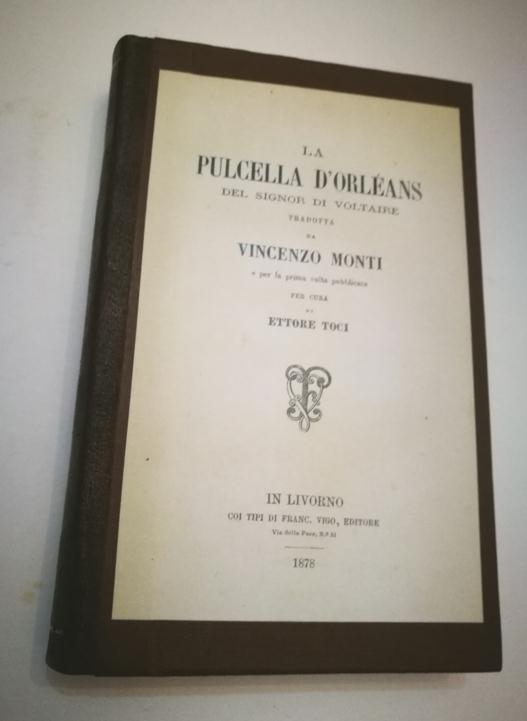 LA
PULCELLA D'ORLÉANS
DEL SIGNOR DI VOLTAIRE
TRADOTTA
DA
VINCENZO MONTI
e per la prima volta pubblicata
PER CURA
DI
ETTORE TOCI
IN LIVORNO
COI TIPI DI FRANC. VIGO, EDITORE
Via della Pace, N.º 31
1878